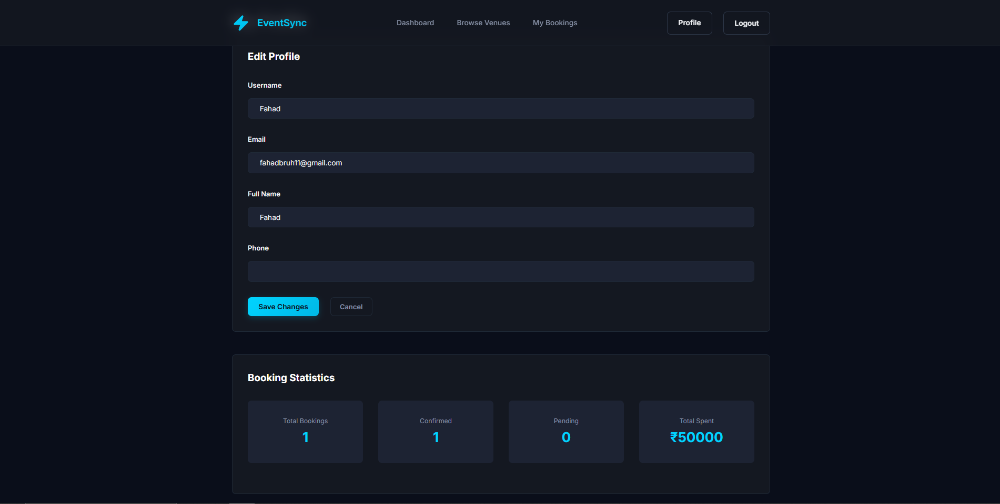 EventSync
Dashboard
Browse Venues
My Bookings
Profile
Logout
Edit Profile
Username
Fahad
Email
fahadbruh11@gmail.com
Full Name
Fahad
Phone
Save Changes
Cancel
Booking Statistics
Total Bookings
1
Confirmed
1
Pending
0
Total Spent
₹50000